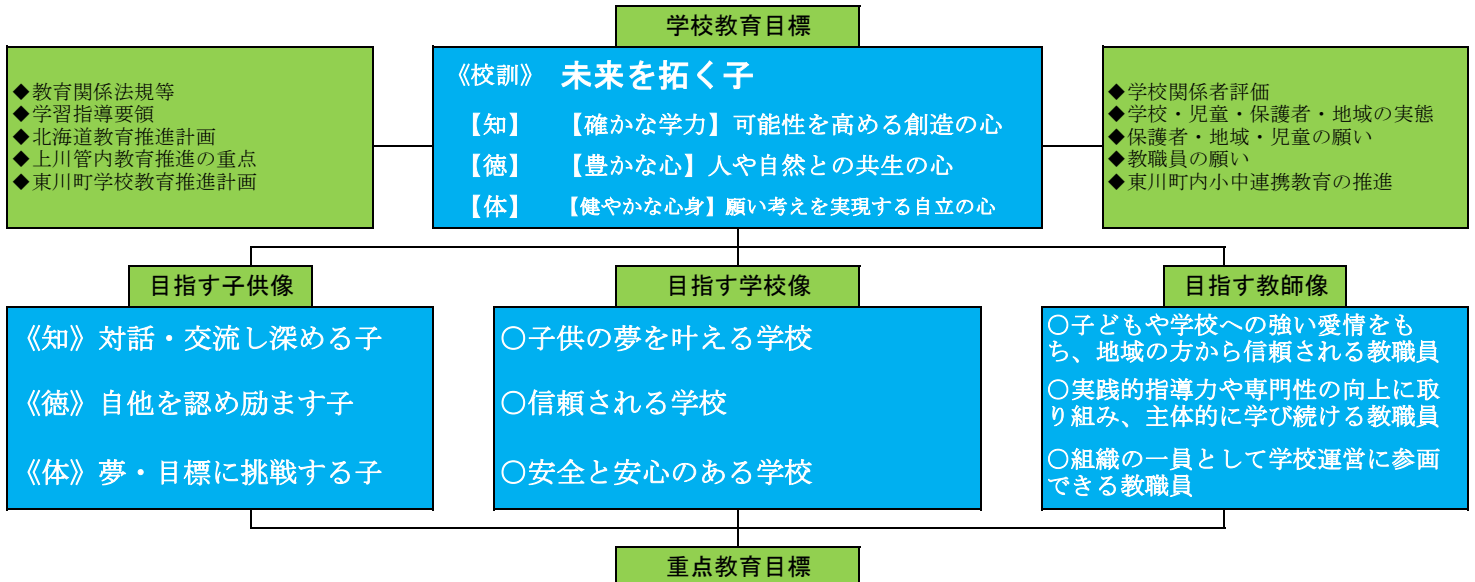 学校教育目標
◆教育関係法規等
◆学習指導要領
◆北海道教育推進計画
◆上川管内教育推進の重点
◆東川町学校教育推進計画
《校訓》 未来を拓く子
【知】 【確かな学力】可能性を高める創造の心
【徳】 【豊かな心】人や自然との共生の心
【体】 【健やかな心身】願い考えを実現する自立の心
◆学校関係者評価
◆学校・児童・保護者・地域の実態
◆保護者・地域・児童の願い
◆教職員の願い
◆東川町内小中連携教育の推進
目指す子供像
《知》対話・交流し深める子
《徳》自他を認め励ます子
《体》夢・目標に挑戦する子
目指す学校像
〇子供の夢を叶える学校
〇信頼される学校
〇安全と安心のある学校
目指す教師像
〇子どもや学校への強い愛情をも
ち、地域の方から信頼される教職員
〇実践的指導力や専門性の向上に取
り組み、主体的に学び続ける教職員
〇組織の一員として学校運営に参画
できる教職員
重点教育目標